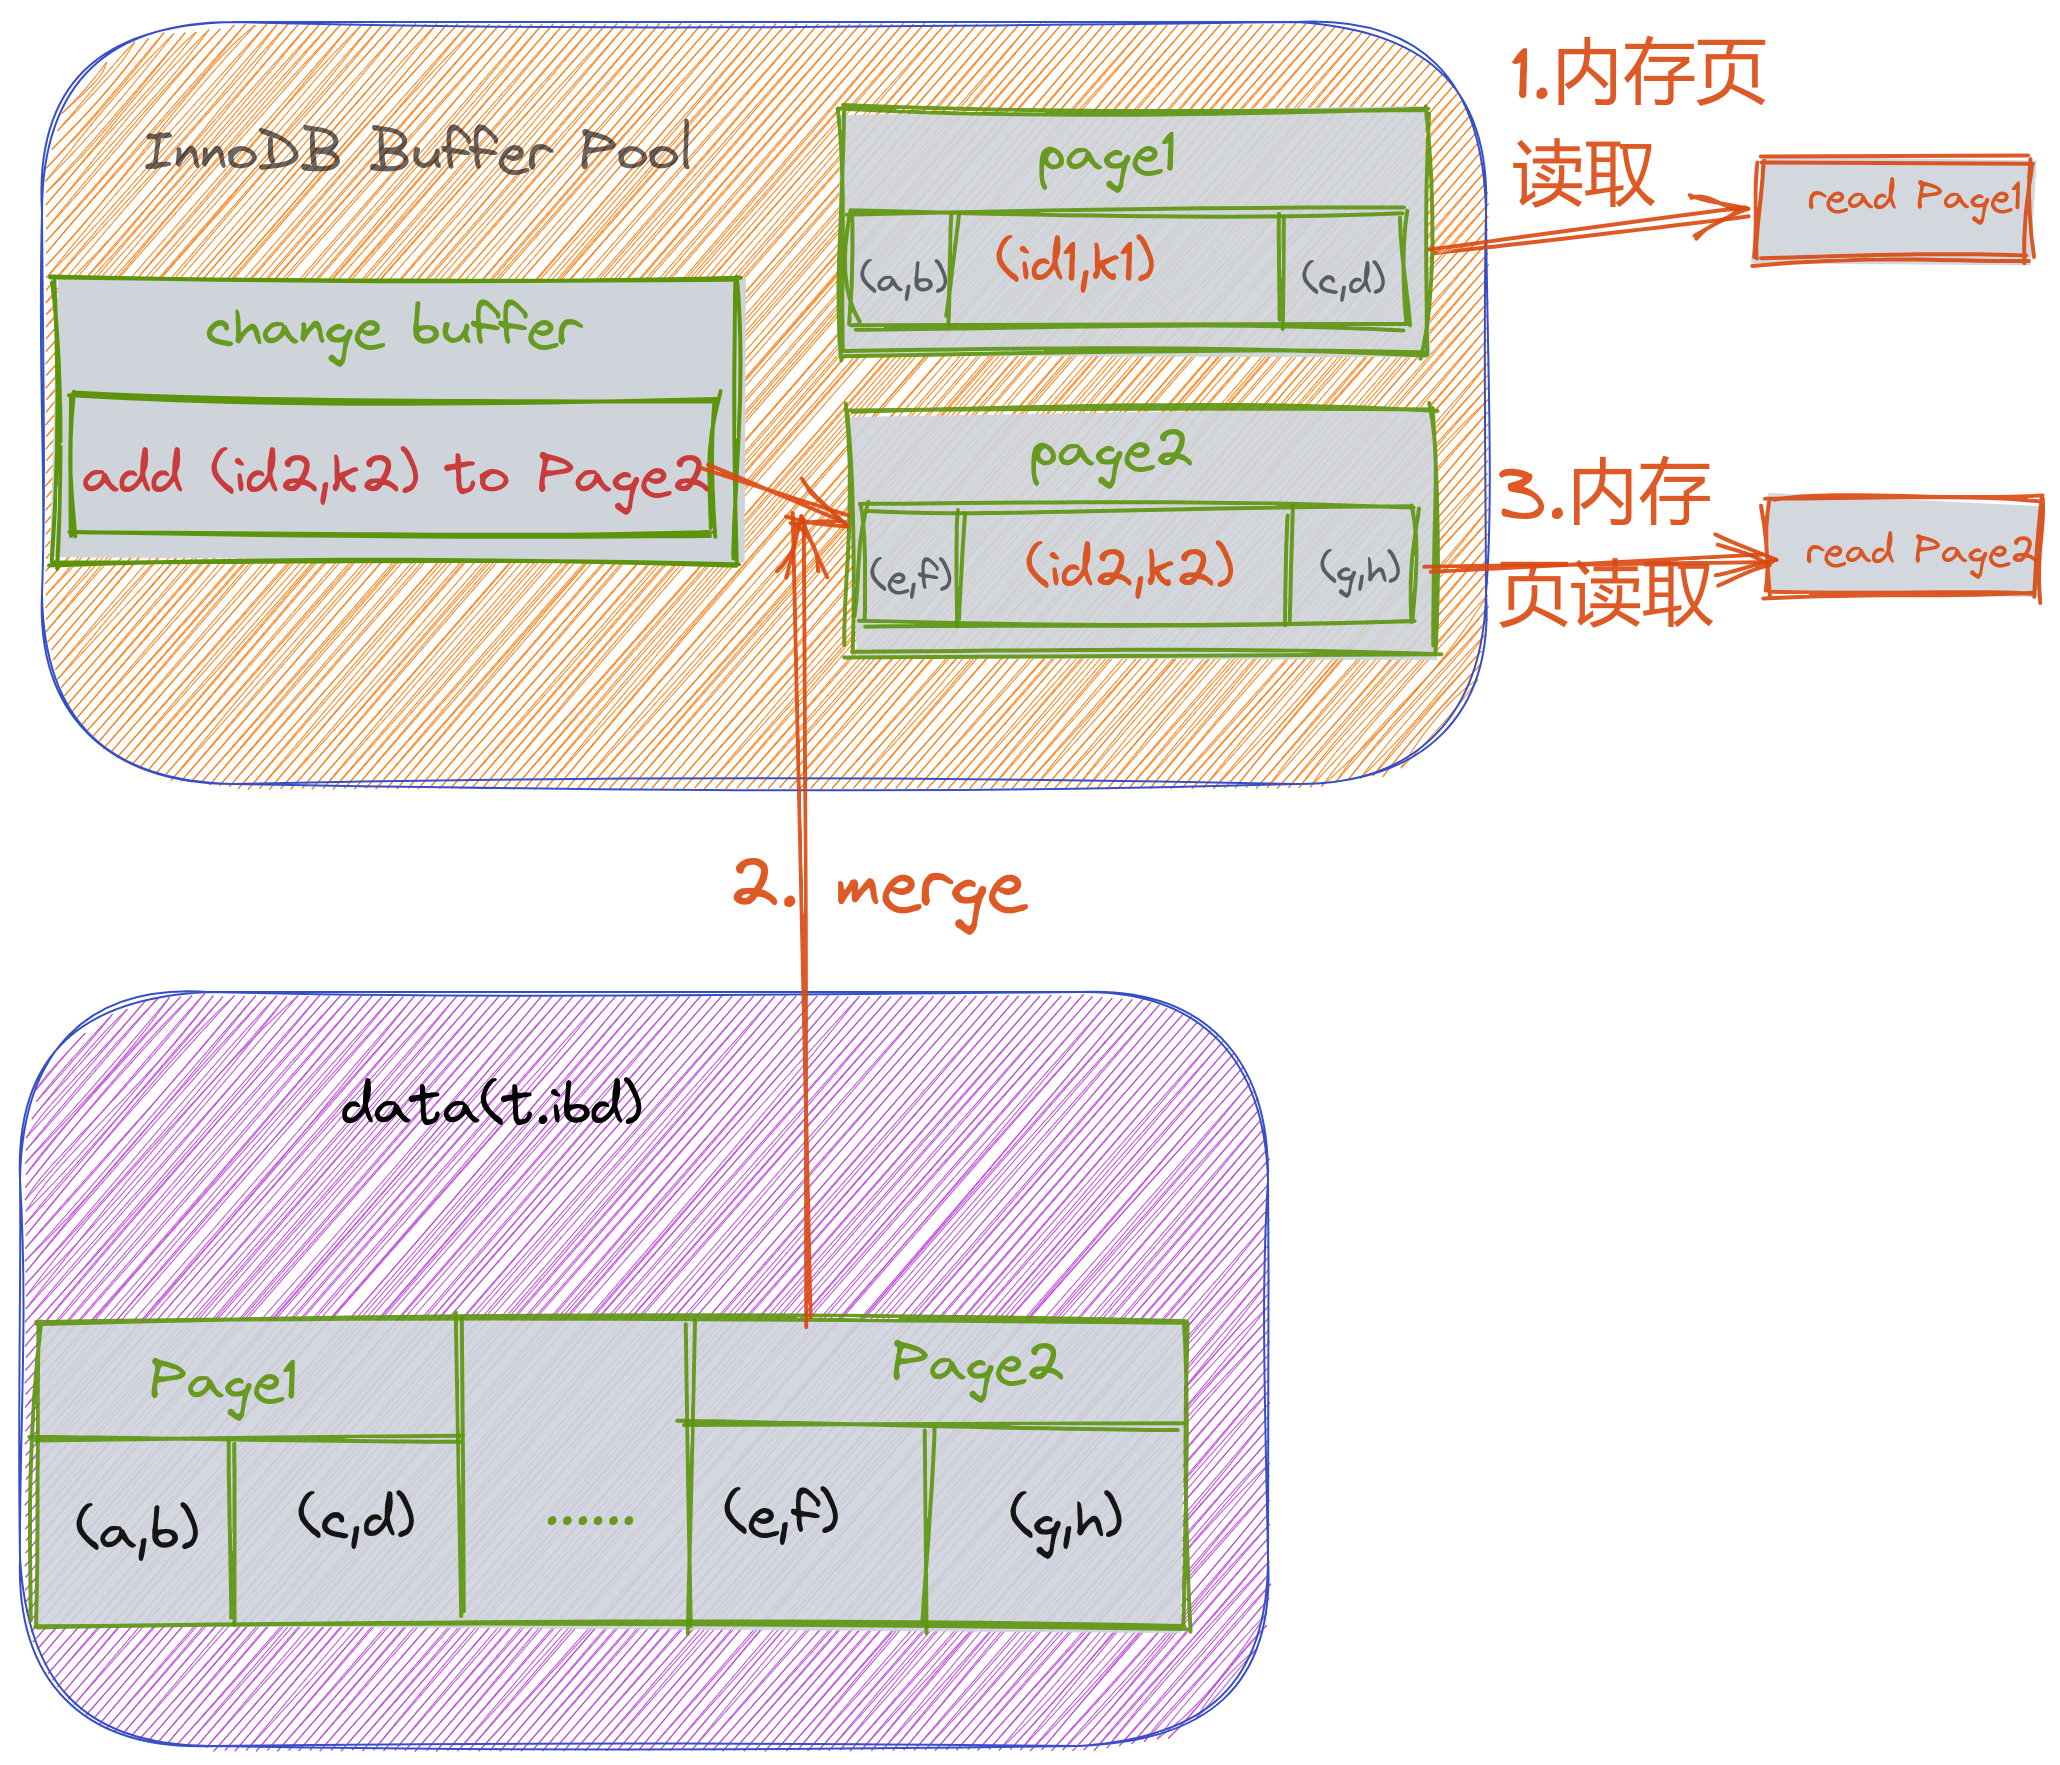 InnoDB Buffer Pool
change buffer
add (id2,k2) to Page2
page1
(a,b)
(id1,k1)
(c,d)
page2
(e,f)
(id2,k2)
(g,h)
1.内存页
读取
read Page1
3.内存
页读取
read Page2
2. merge
data(t.ibd)
Page1
(a,b)
(c,d)
......
Page2
(e,f)
(g,h)